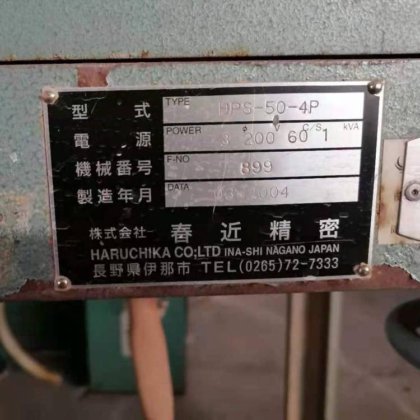 型式 TYPE HPS-50-4P
電源 POWER 3 φ 200 V 60 C/S 1 kVA
機械番号 F-NO 899
製造年月 DATA 2004
株式会社 春近精密
HARUCHIKA CO;LTD INA-SHI NAGANO JAPAN
長野県伊那市 TEL(0265)72-7333